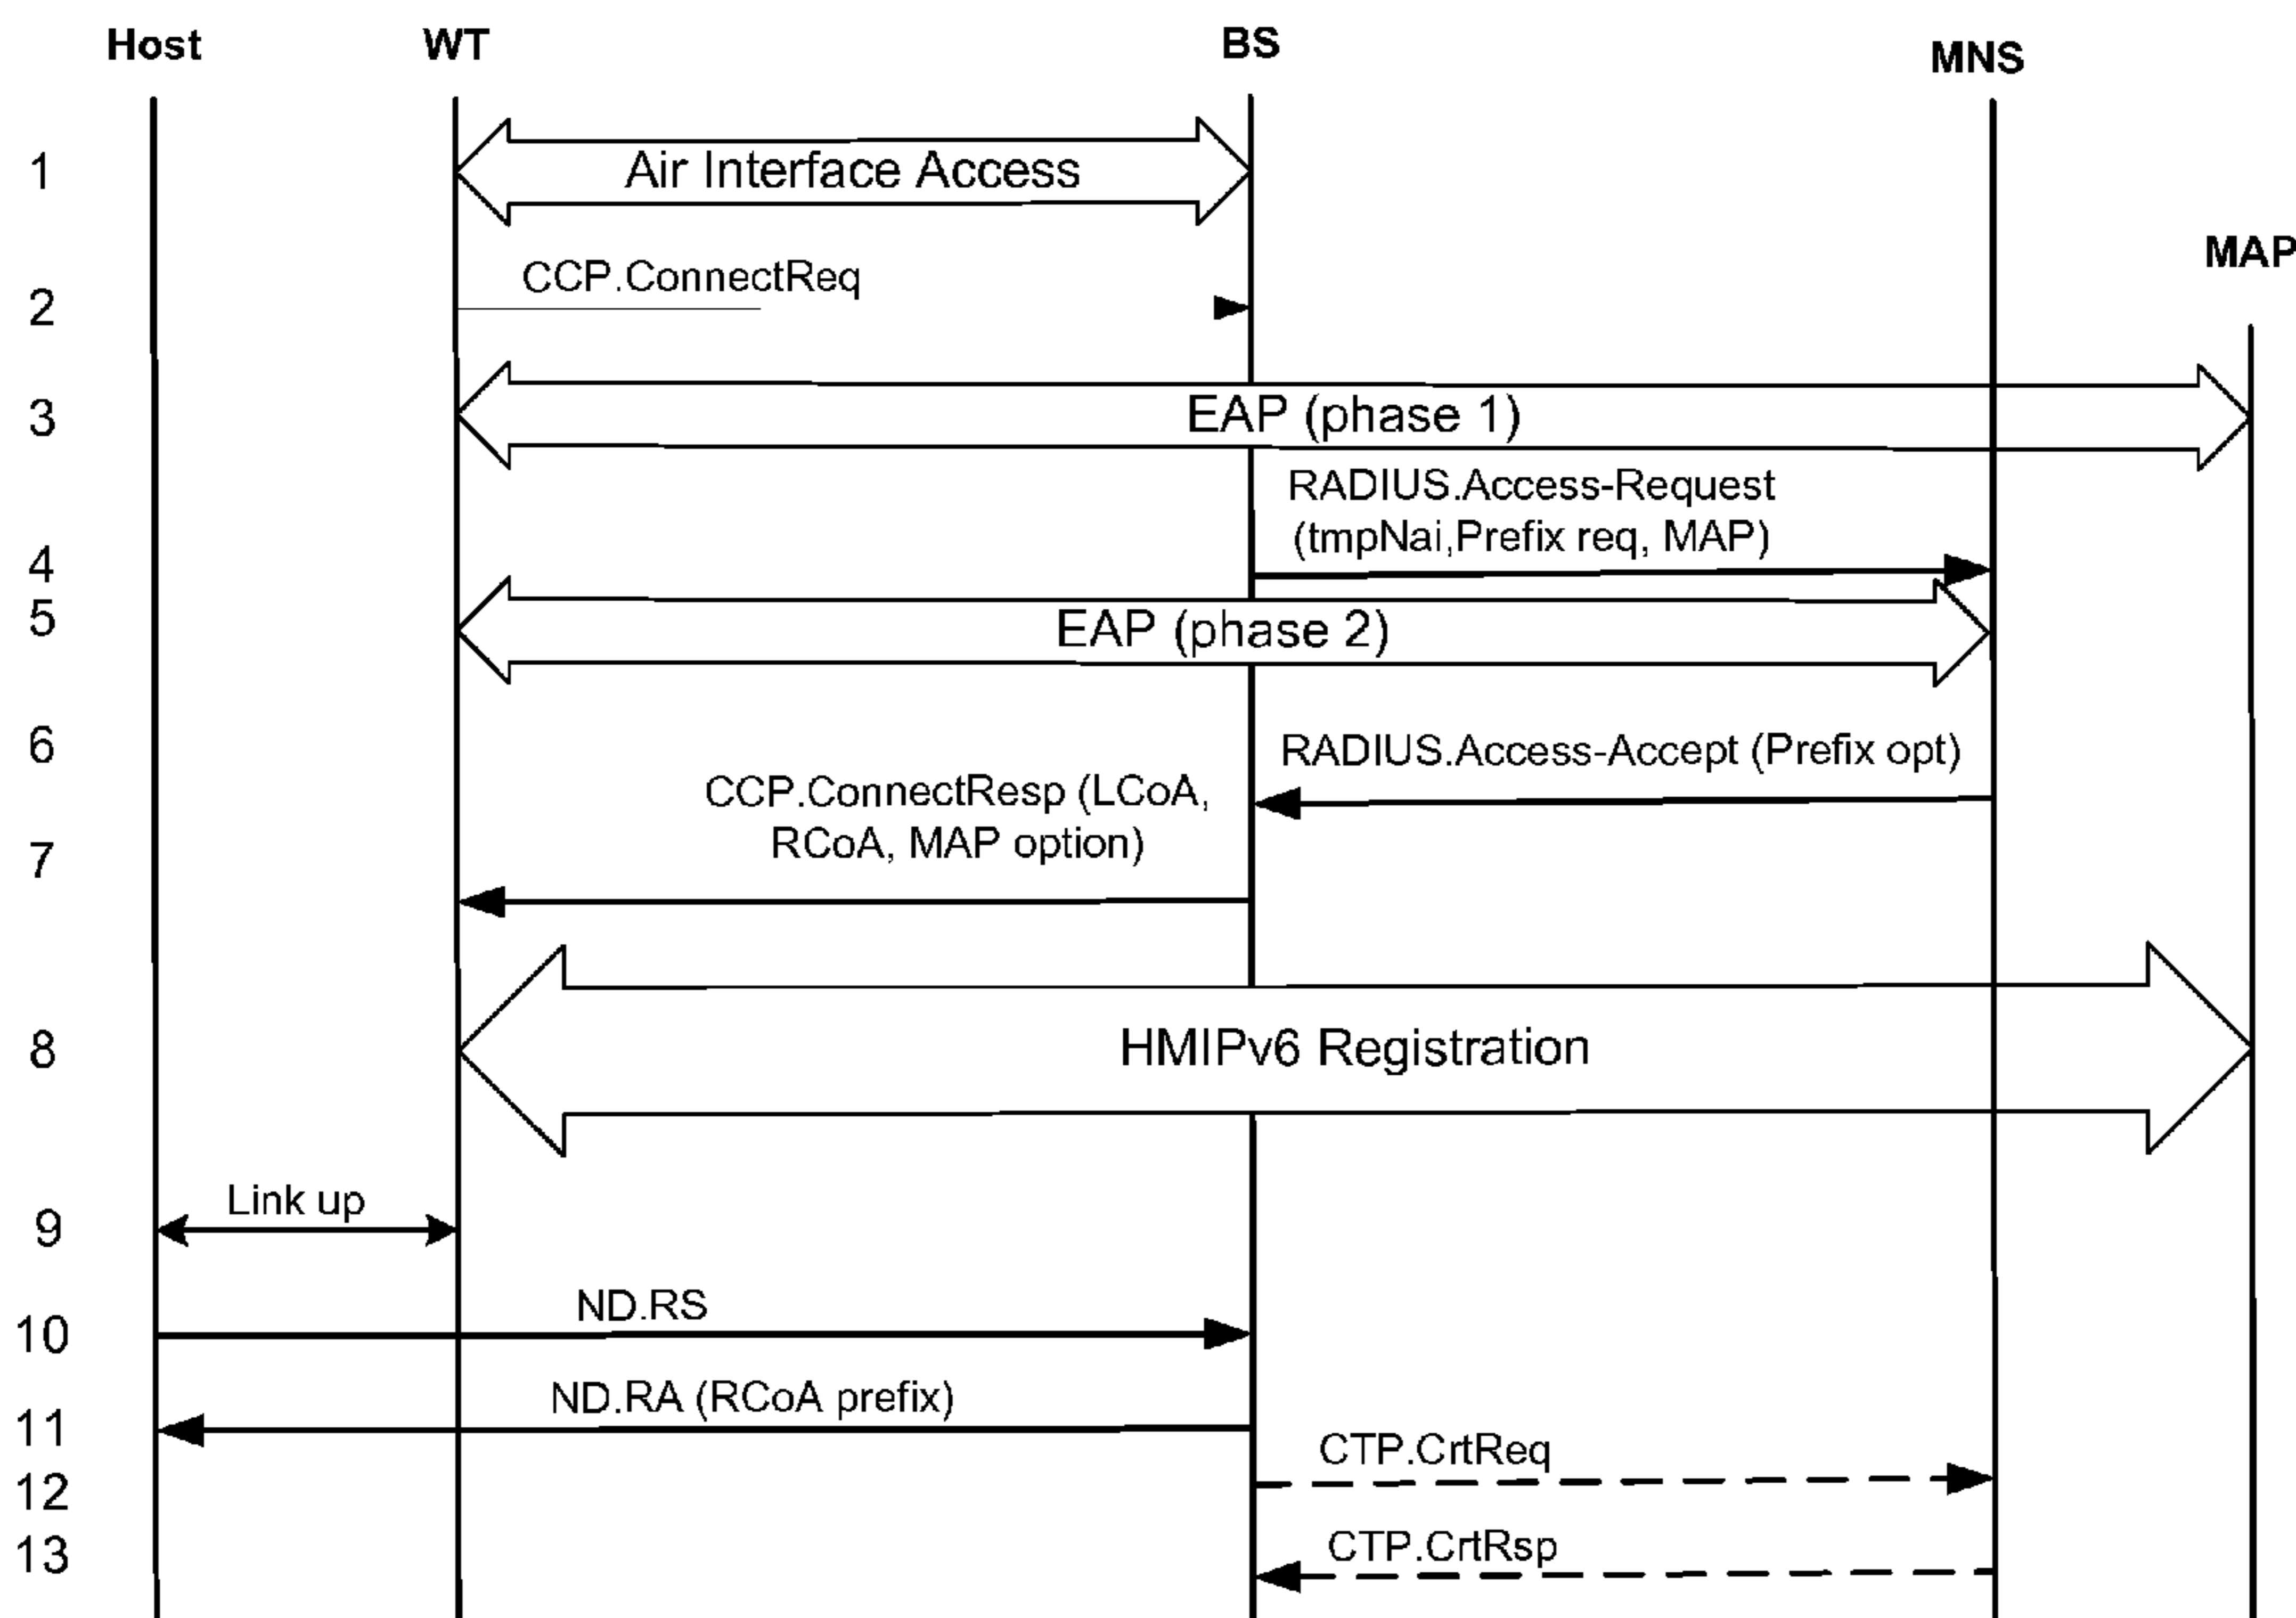 Host
WT
BS
MNS
MAP
1
Air Interface Access
2
CCP.ConnectReq
3
EAP (phase 1)
4
RADIUS.Access-Request
(tmpNai,Prefix req, MAP)
5
EAP (phase 2)
6
RADIUS.Access-Accept (Prefix opt)
7
CCP.ConnectResp (LCoA,
RCoA, MAP option)
8
HMIPv6 Registration
9
Link up
10
ND.RS
11
ND.RA (RCoA prefix)
12
CTP.CrtReq
13
CTP.CrtRsp